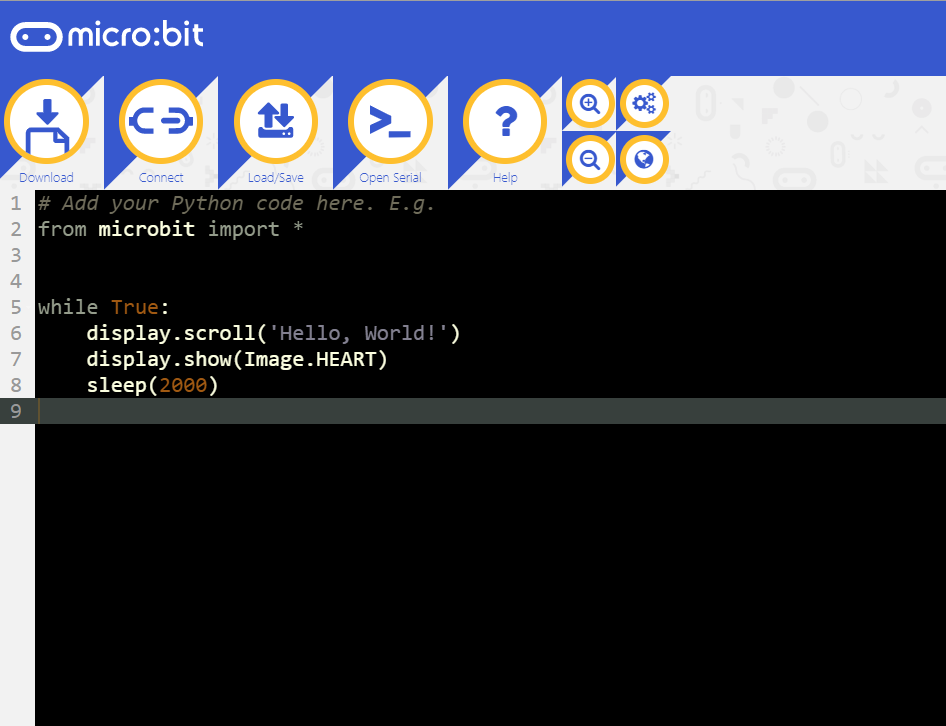 micro:bit
Download Connect Load/Save Open Serial Help
1 # Add your Python code here. E.g.
2 from microbit import *
3
4
5 while True:
6     display.scroll('Hello, World!')
7     display.show(Image.HEART)
8     sleep(2000)
9